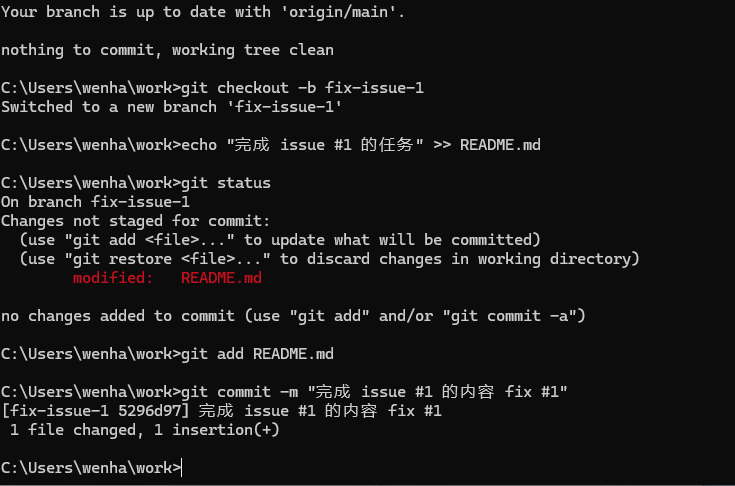 Your branch is up to date with 'origin/main'.
nothing to commit, working tree clean
C:\Users\wenha\work>git checkout -b fix-issue-1
Switched to a new branch 'fix-issue-1'
C:\Users\wenha\work>echo "完成 issue #1 的任务" >> README.md
C:\Users\wenha\work>git status
On branch fix-issue-1
Changes not staged for commit:
  (use "git add <file>..." to update what will be committed)
  (use "git restore <file>..." to discard changes in working directory)
        modified:   README.md
no changes added to commit (use "git add" and/or "git commit -a")
C:\Users\wenha\work>git add README.md
C:\Users\wenha\work>git commit -m "完成 issue #1 的内容 fix #1"
[fix-issue-1 5296d97] 完成 issue #1 的内容 fix #1
 1 file changed, 1 insertion(+)
C:\Users\wenha\work>